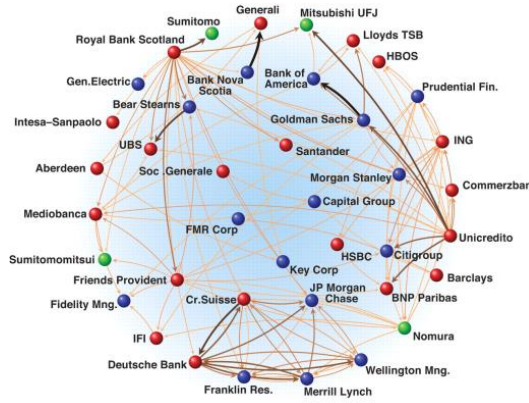 Generali
Sumitomo
Mitsubishi UFJ
Royal Bank Scotland
Lloyds TSB
HBOS
Gen.Electric
Bank Nova
Scotia
Bank of
America
Prudential Fin.
Bear Stearns
Goldman Sachs
Intesa-Sanpaolo
UBS
Santander
ING
Aberdeen
Soc .Generale
Morgan Stanley
Commerzbar
Capital Group
Mediobanca
FMR Corp
Unicredito
HSBC
Citigroup
Sumitomomitsui
Key Corp
Barclays
Friends Provident
Cr.Suisse
JP Morgan
Chase
BNP Paribas
Fidelity Mng.
IFI
Nomura
Deutsche Bank
Wellington Mng.
Franklin Res.
Merrill Lynch